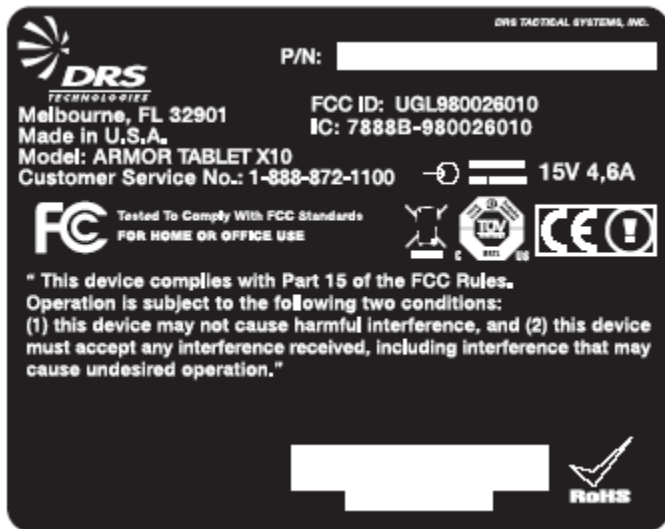 DRS TACTICAL SYSTEMS, INC.
DRS
TECHNOLOGIES
P/N:
Melbourne, FL 32901
Made in U.S.A.
Model: ARMOR TABLET X10
Customer Service No.: 1-888-872-1100
FCC ID: UGL980026010
IC: 7888B-980026010
15V 4,6A
FC Tested To Comply With FCC Standards
FOR HOME OR OFFICE USE
C TÜV US
CE
" This device complies with Part 15 of the FCC Rules.
Operation is subject to the following two conditions:
(1) this device may not cause harmful interference, and (2) this device
must accept any interference received, including interference that may
cause undesired operation."
RoHS